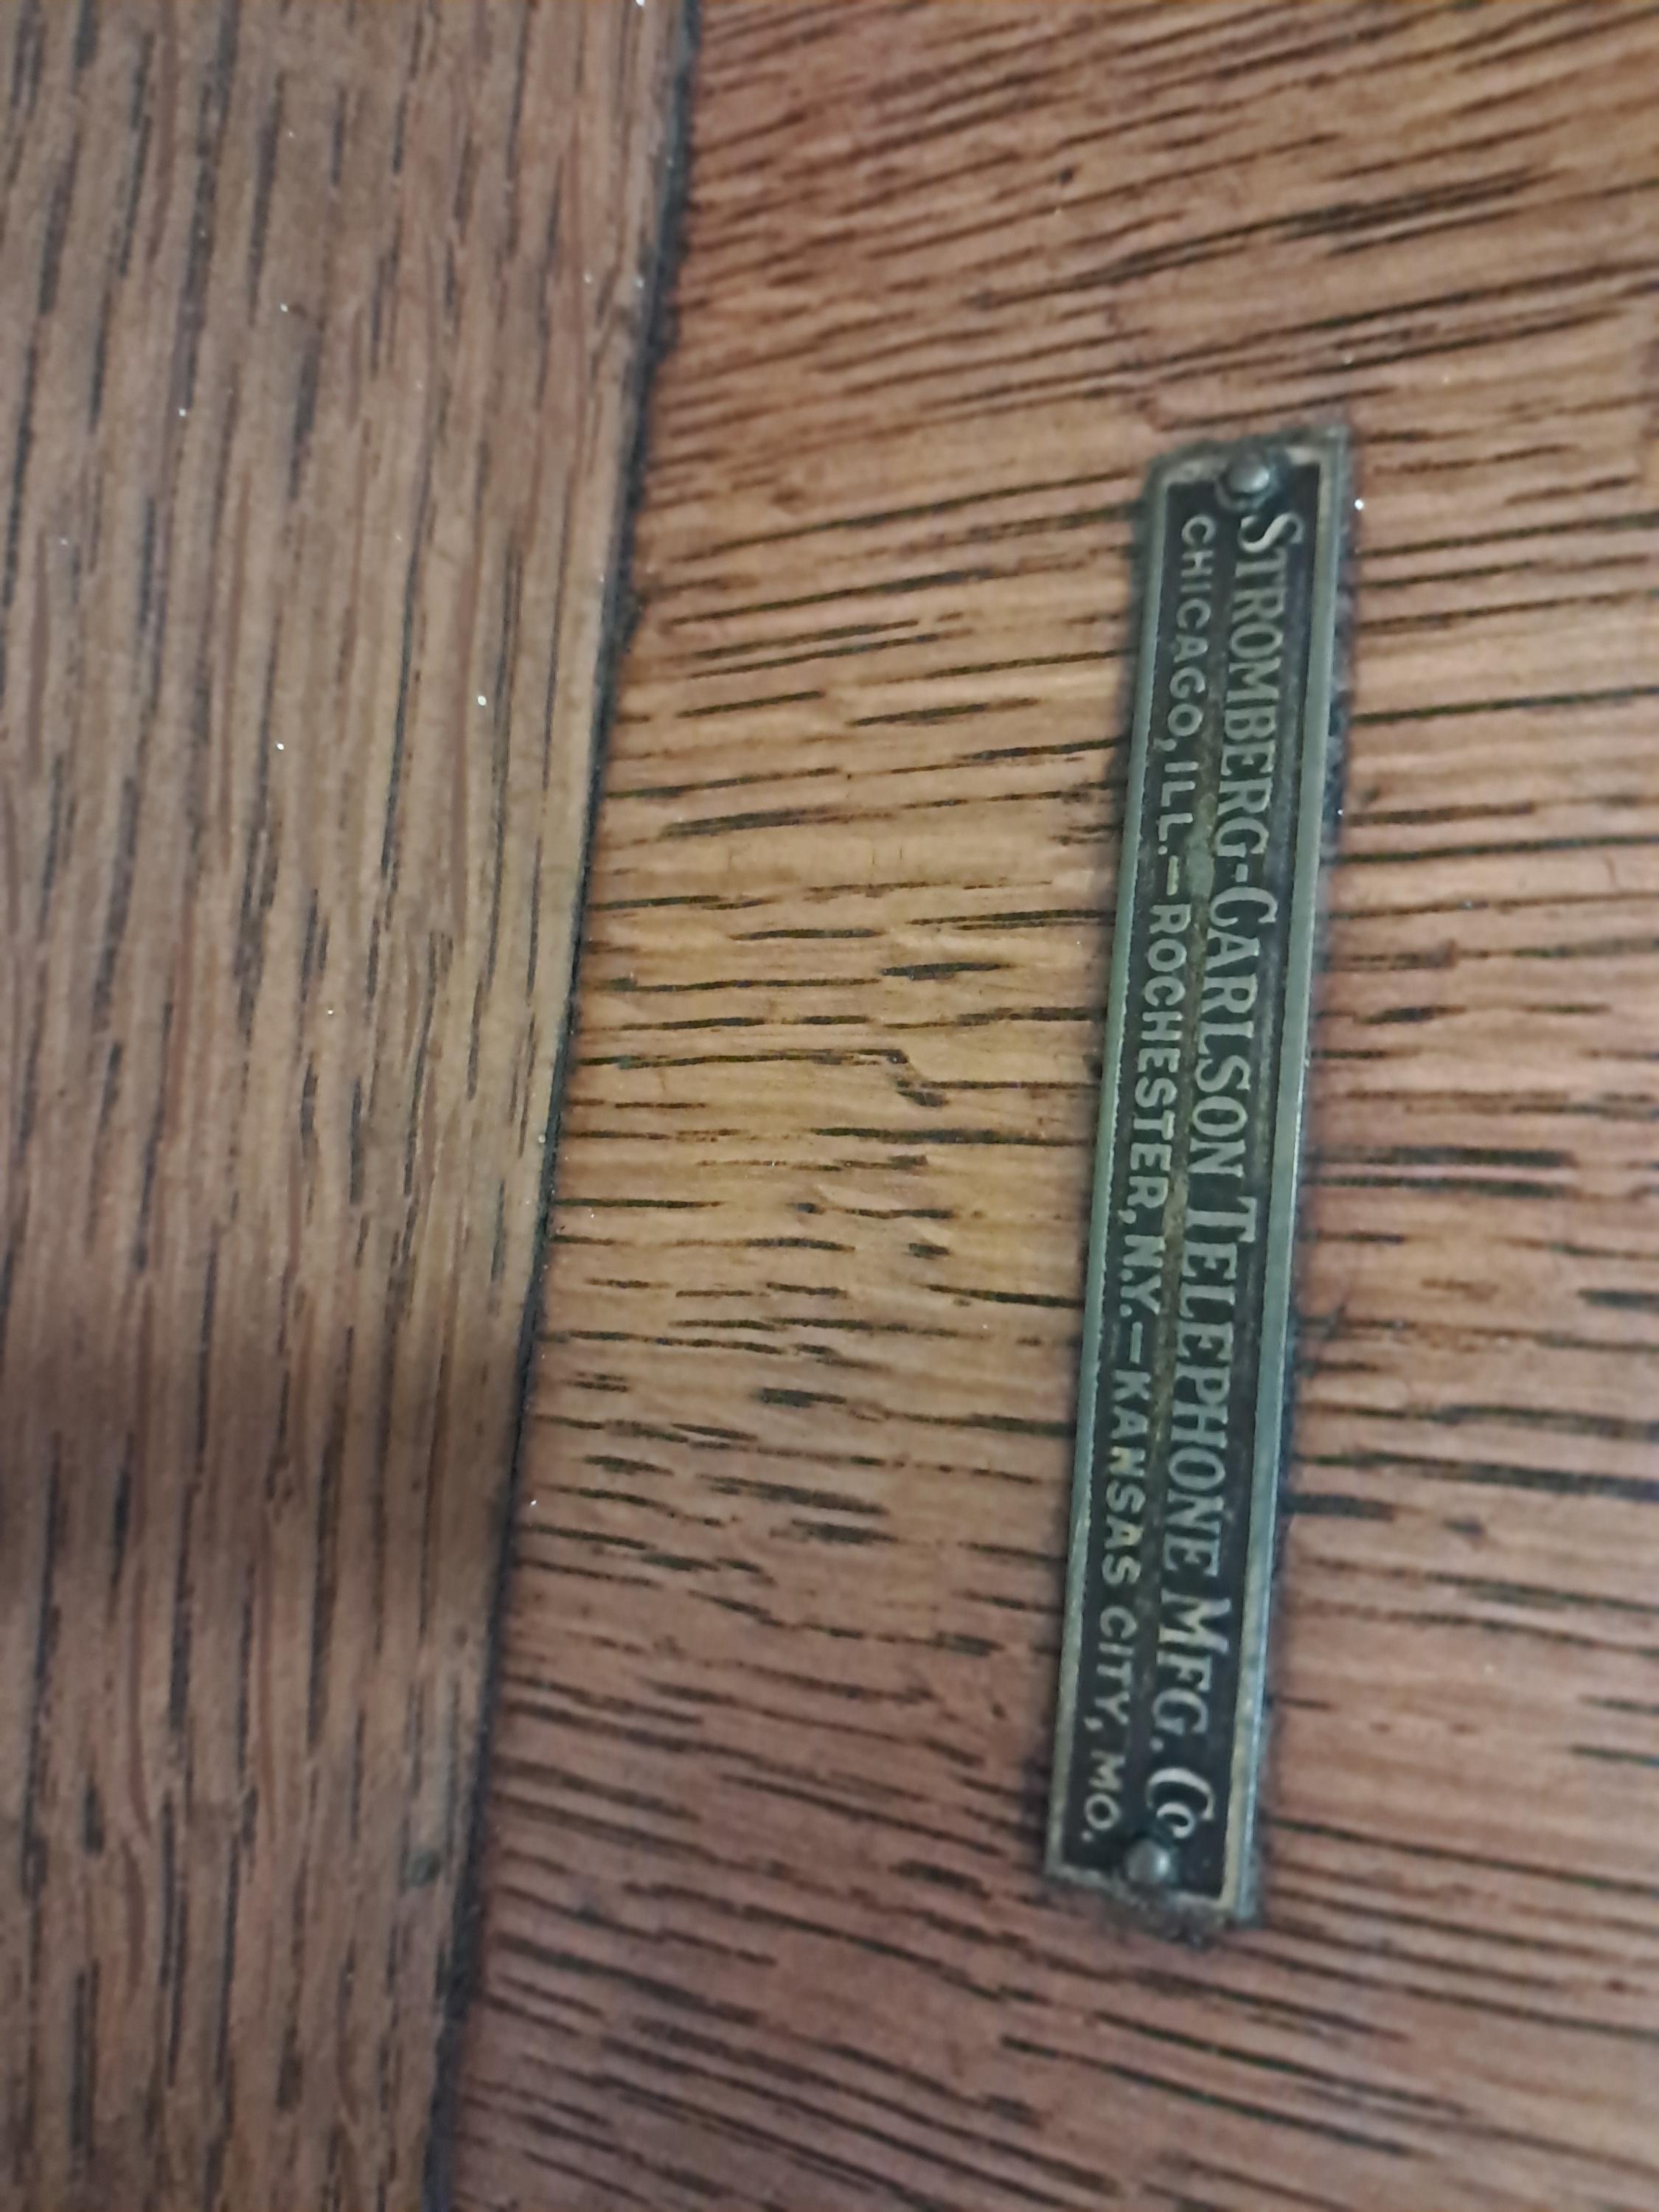 STROMBERG-CARLSON TELEPHONE MFG. CO.
CHICAGO, ILL.—ROCHESTER, N.Y.—KANSAS CITY, MO.